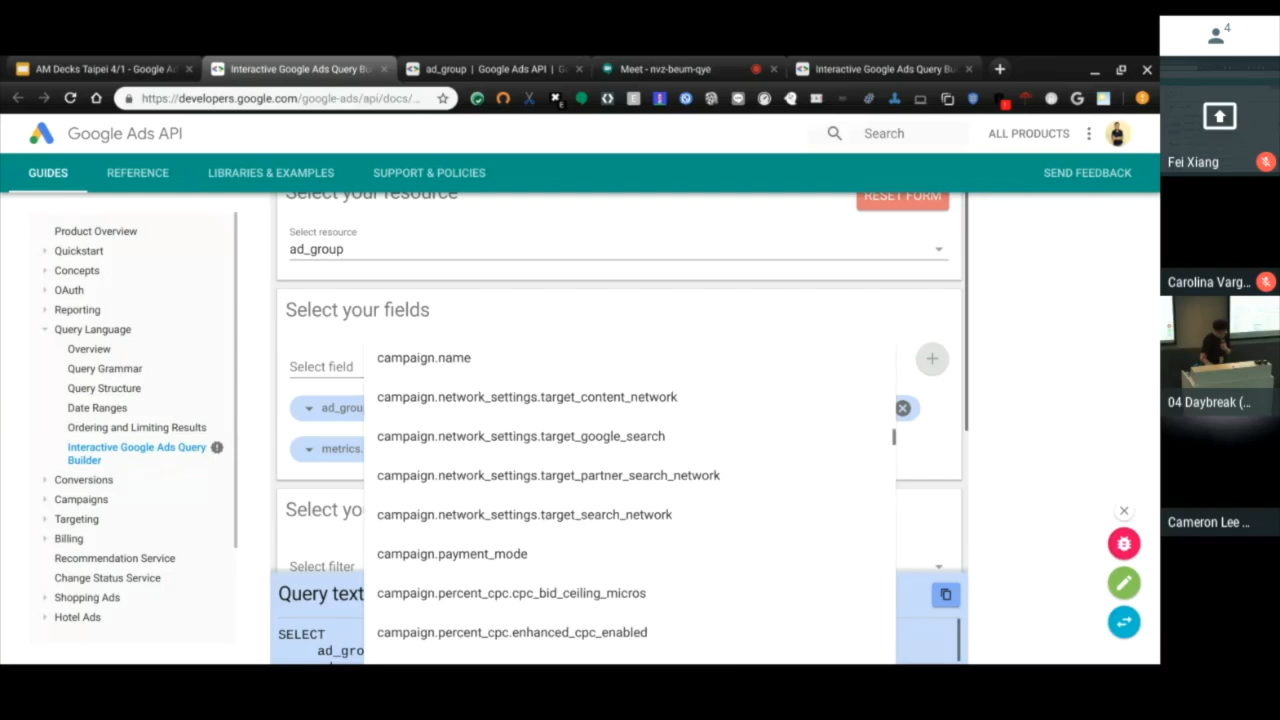 AM Decks Taipei 4/1 - Google Ad
Interactive Google Ads Query Bu
ad_group | Google Ads API | G
Meet - nvz-beum-qye
Interactive Google Ads Query Bu
https://developers.google.com/google-ads/api/docs/...
Google Ads API
Search
ALL PRODUCTS
GUIDES
REFERENCE
LIBRARIES & EXAMPLES
SUPPORT & POLICIES
SEND FEEDBACK
Product Overview
Quickstart
Concepts
OAuth
Reporting
Query Language
Overview
Query Grammar
Query Structure
Date Ranges
Ordering and Limiting Results
Interactive Google Ads Query
Builder
Conversions
Campaigns
Targeting
Billing
Recommendation Service
Change Status Service
Shopping Ads
Hotel Ads
Select your resource
RESET FORM
Select resource
ad_group
Select your fields
Select field
ad_grou
metrics.
campaign.name
campaign.network_settings.target_content_network
campaign.network_settings.target_google_search
campaign.network_settings.target_partner_search_network
campaign.network_settings.target_search_network
campaign.payment_mode
campaign.percent_cpc.cpc_bid_ceiling_micros
campaign.percent_cpc.enhanced_cpc_enabled
Select yo
Select filter
Query text
SELECT
ad_gro
4
Fei Xiang
Carolina Varg...
04 Daybreak (...
Cameron Lee ...